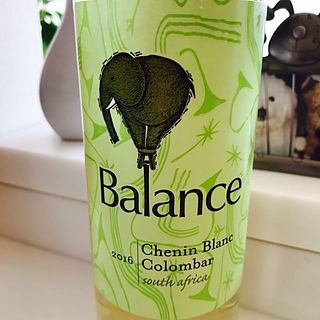 Balance
2016 Chenin Blanc
Colombar
south africa